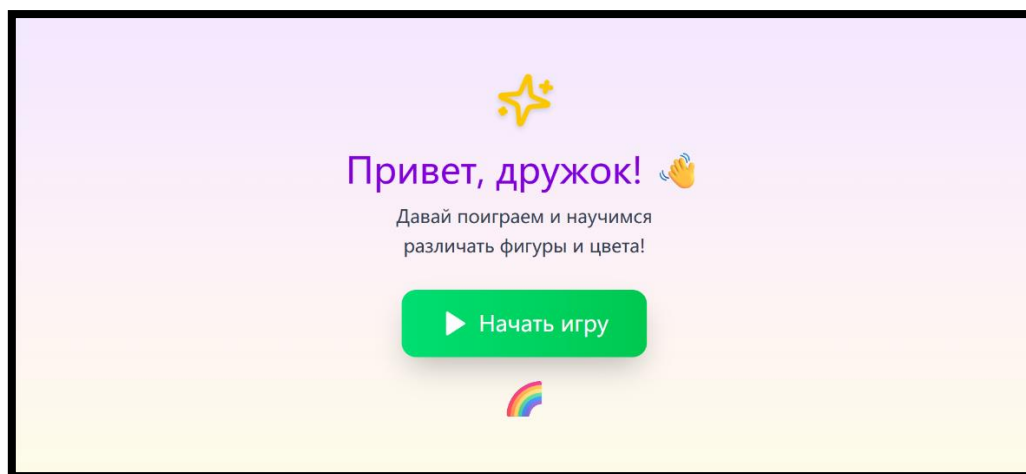 Привет, дружок! 👋
Давай поиграем и научимся
различать фигуры и цвета!
Начать игру